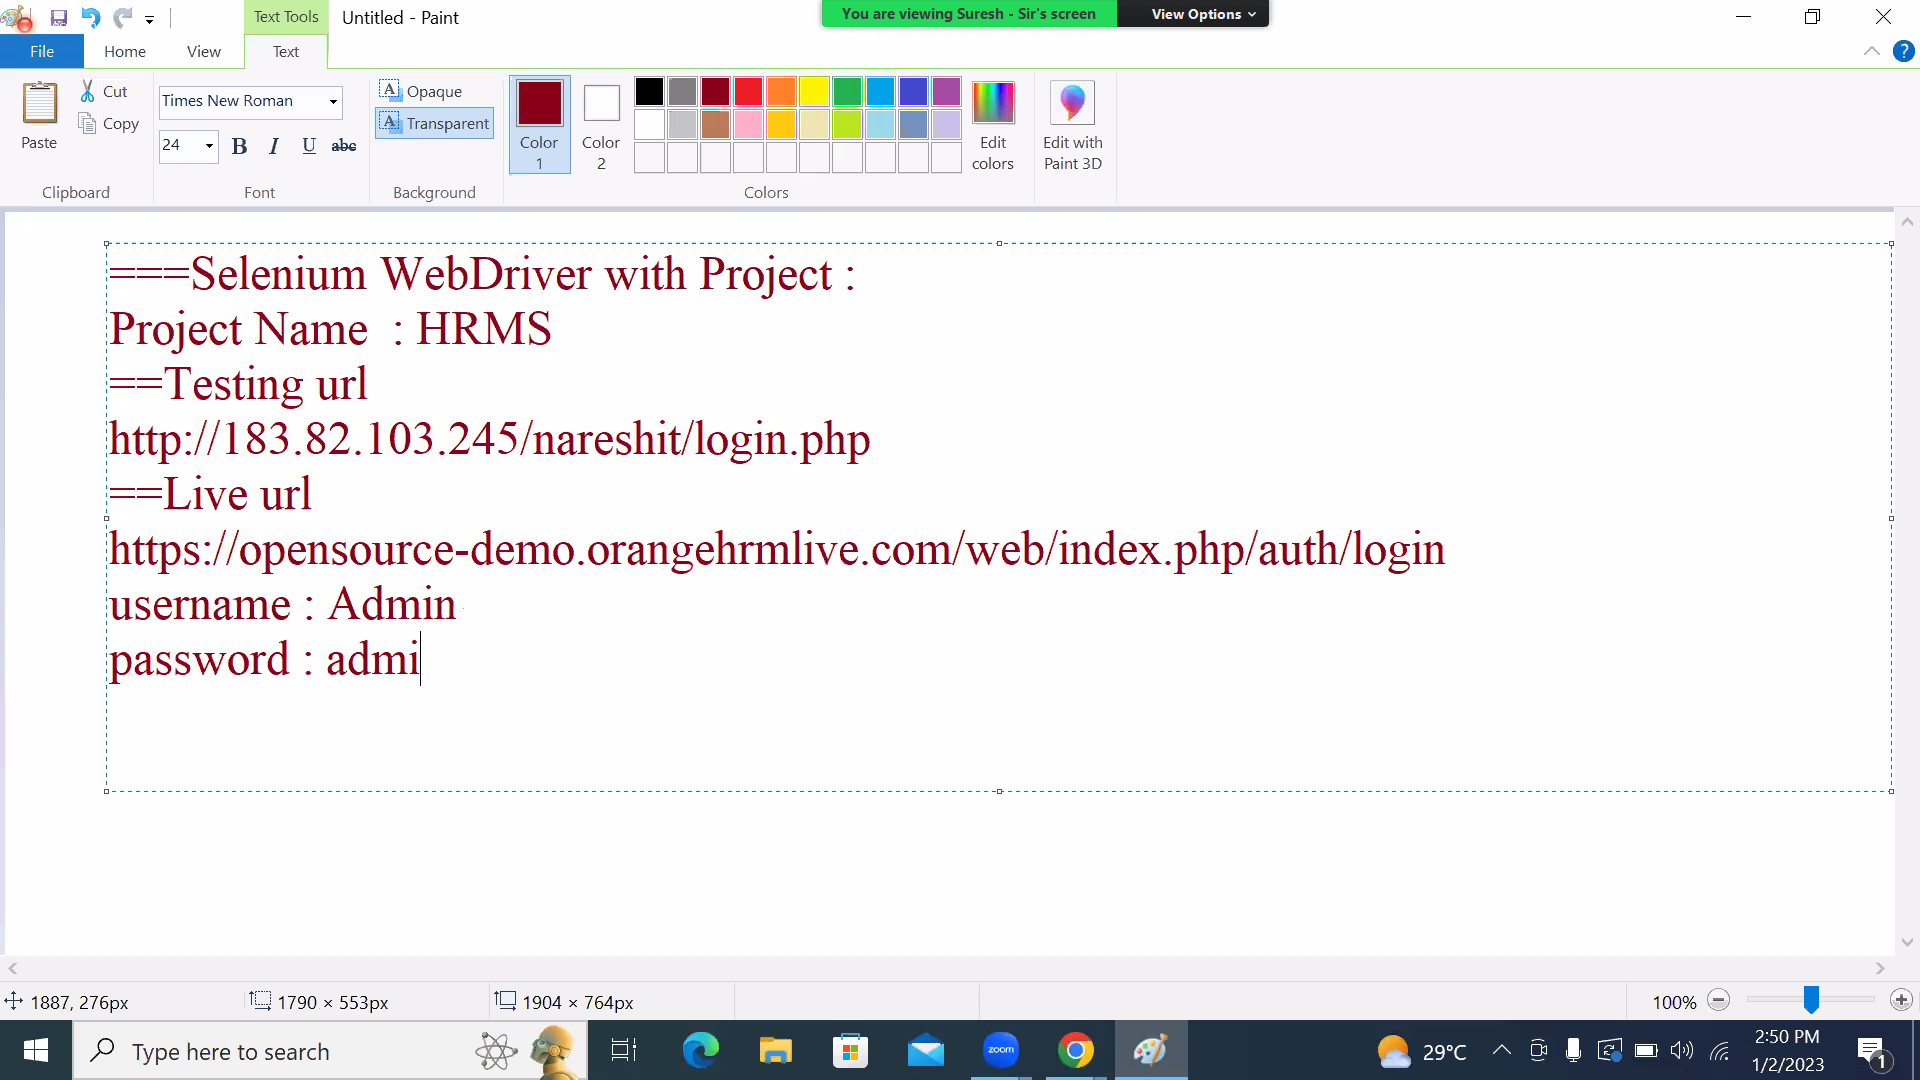 Text Tools
Untitled - Paint
You are viewing Suresh - Sir's screen
View Options
File
Home
View
Text
?
Paste
Cut
Copy
Clipboard
Times New Roman
24
B I U abc
Font
A Opaque
A Transparent
Background
Color 1
Color 2
Edit colors
Colors
Edit with Paint 3D
===Selenium WebDriver with Project :
Project Name  : HRMS
==Testing url
http://183.82.103.245/nareshit/login.php
==Live url
https://opensource-demo.orangehrmlive.com/web/index.php/auth/login
username : Admin
password : admi
1887, 276px
1790 × 553px
1904 × 764px
100%
Type here to search
zoom
29°C
2:50 PM
1/2/2023
1